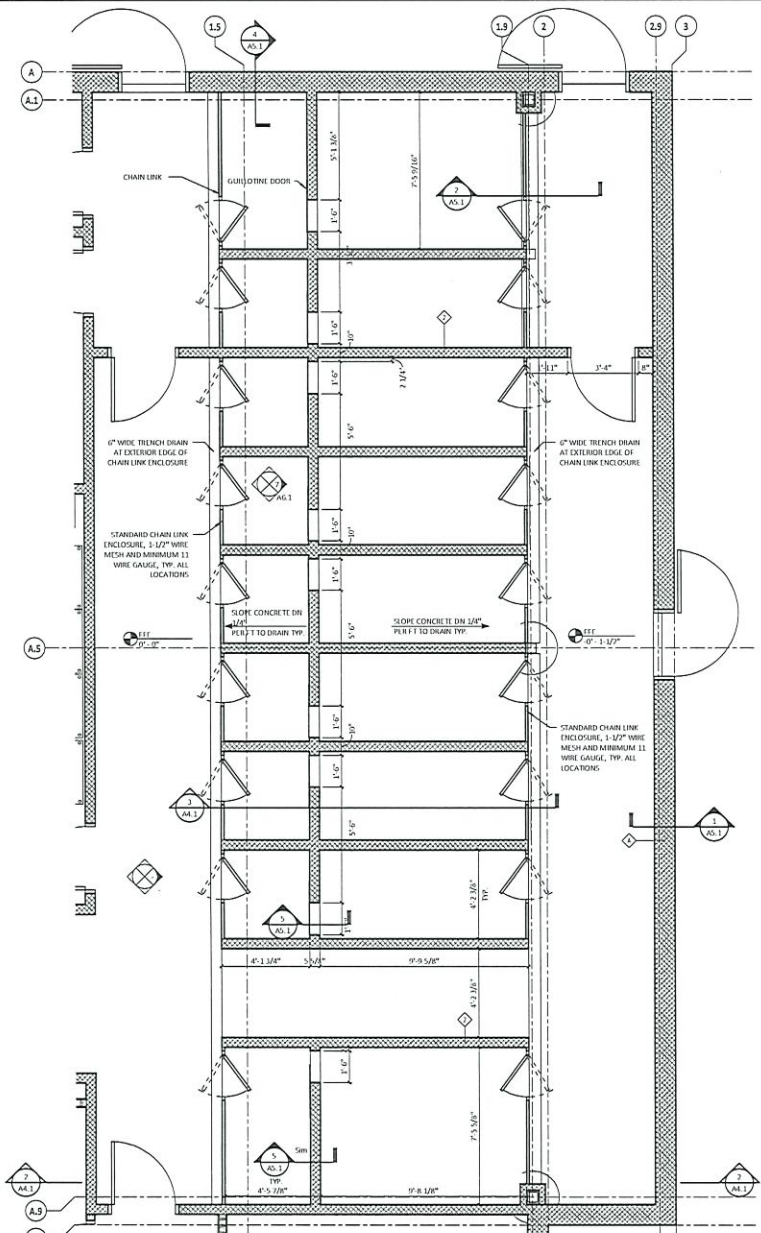 1.5
4
A5.1
1.9
2
2.9
3
A
A.1
CHAIN LINK
GUILLOTINE DOOR
5'-1 3/8"
7'-5 9/16"
2
A5.1
1'-6"
1'-6"
10"
2
1'-6"
2 1/4"
3'-4"
8"
5'-6"
6" WIDE TRENCH DRAIN
AT EXTERIOR EDGE OF
CHAIN LINK ENCLOSURE
6" WIDE TRENCH DRAIN
AT EXTERIOR EDGE OF
CHAIN LINK ENCLOSURE
7
A6.1
1'-6"
STANDARD CHAIN LINK
ENCLOSURE, 1-1/2" WIRE
MESH AND MINIMUM 11
WIRE GAUGE, TYP. ALL
LOCATIONS
10"
1'-6"
SLOPE CONCRETE DN
1/4"
PER FT TO DRAIN TYP.
SLOPE CONCRETE DN 1/4"
PER FT TO DRAIN TYP.
5'-6"
FFE
0' - 0"
FFE
-0' - 1-1/2"
A.5
1'-6"
10"
1'-6"
STANDARD CHAIN LINK
ENCLOSURE, 1-1/2" WIRE
MESH AND MINIMUM 11
WIRE GAUGE, TYP. ALL
LOCATIONS
3
A4.1
5'-6"
1
A5.1
4
4'-2 3/8"
TYP.
5
A5.1
4'-1 3/4"
5 5/8"
9'-9 5/8"
4'-2 3/8"
2
1'-6"
7'-5 5/8"
5
A5.1
Sim
TYP.
4'-5 7/8"
9'-8 1/8"
2
A4.1
2
A4.1
A.9